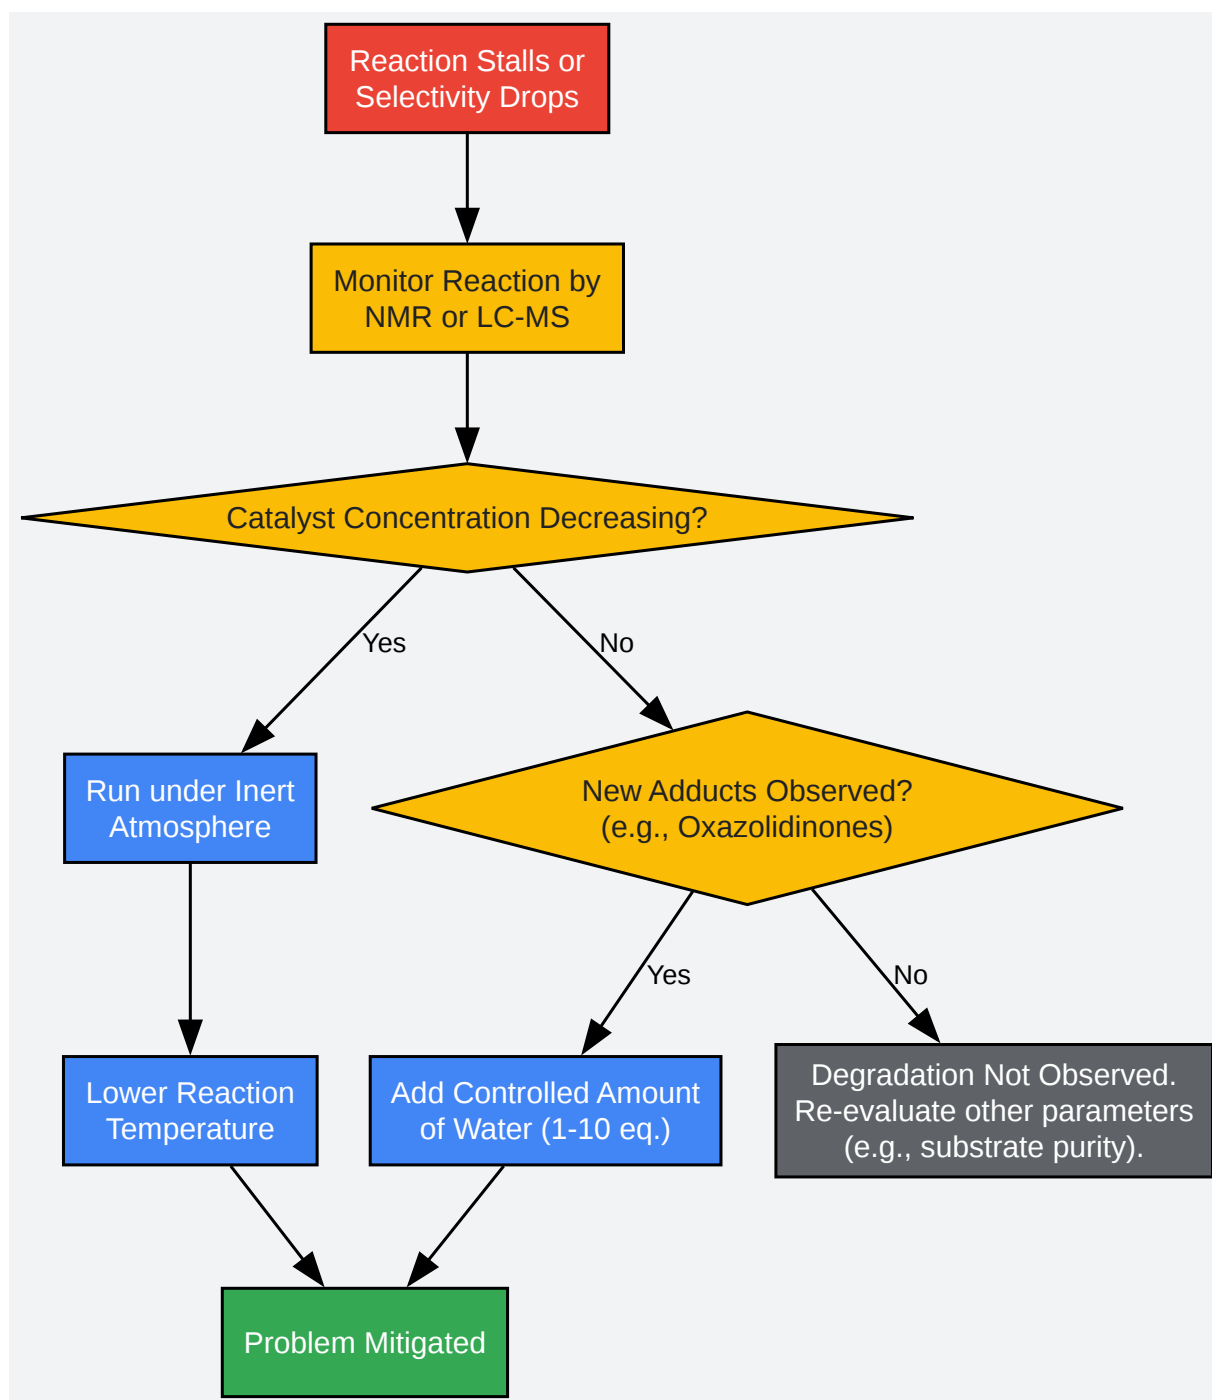 Reaction Stalls or
Selectivity Drops
Monitor Reaction by
NMR or LC-MS
Catalyst Concentration Decreasing?
Yes
No
Run under Inert
Atmosphere
New Adducts Observed?
(e.g., Oxazolidinones)
Yes
No
Lower Reaction
Temperature
Add Controlled Amount
of Water (1-10 eq.)
Degradation Not Observed.
Re-evaluate other parameters
(e.g., substrate purity).
Problem Mitigated